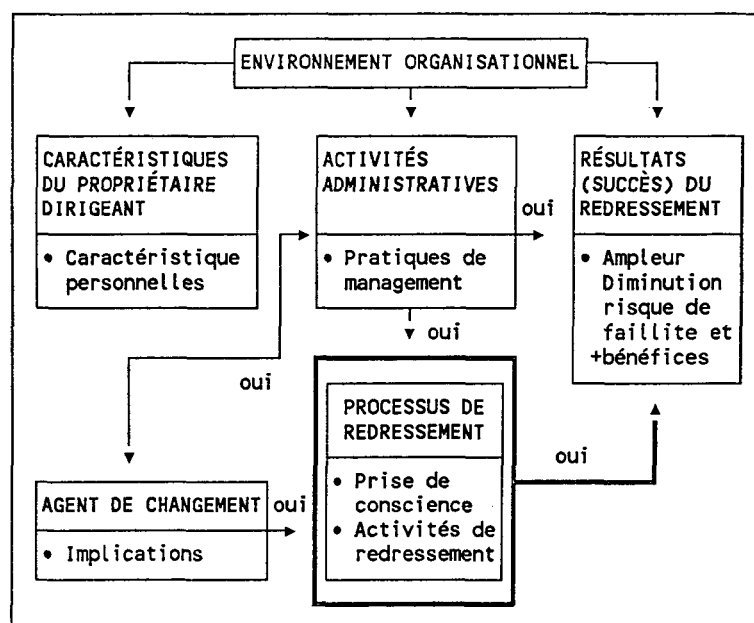 ENVIRONNEMENT ORGANISATIONNEL
CARACTÉRISTIQUES
DU PROPRIÉTAIRE
DIRIGEANT
• Caractéristique
personnelles
ACTIVITÉS
ADMINISTRATIVES
• Pratiques de
management
oui
RÉSULTATS
(SUCCÈS) DU
REDRESSEMENT
• Ampleur
Diminution
risque de
faillite et
+bénéfices
oui
oui
PROCESSUS DE
REDRESSEMENT
• Prise de
conscience
• Activités de
redressement
oui
AGENT DE CHANGEMENT
• Implications
oui